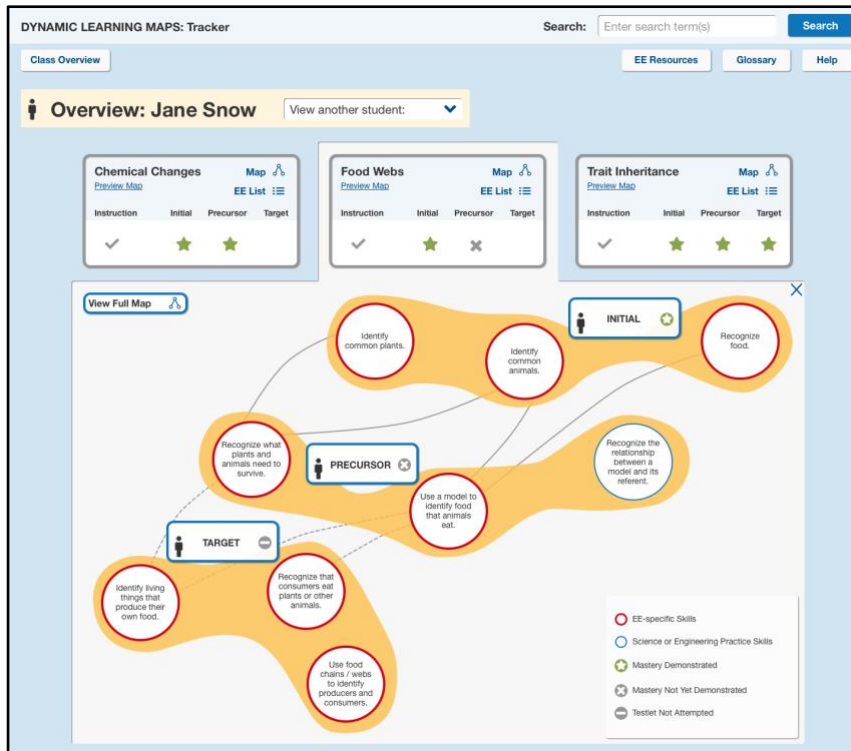 DYNAMIC LEARNING MAPS: Tracker
Search:
Enter search term(s)
Search
Class Overview
EE Resources
Glossary
Help
Overview: Jane Snow
View another student:
Chemical Changes
Map
Preview Map
EE List
Instruction Initial Precursor Target
Food Webs
Map
Preview Map
EE List
Instruction Initial Precursor Target
Trait Inheritance
Map
Preview Map
EE List
Instruction Initial Precursor Target
View Full Map
Identify
common plants.
Identify
common
animals.
INITIAL
Recognize
food.
Recognize what
plants and
animals need to
survive.
PRECURSOR
Use a model to
identify food
that animals
eat.
Recognize the
relationship
between a
model and its
referent.
TARGET
Identify living
things that
produce their
own food.
Recognize that
consumers eat
plants or other
animals.
Use food
chains / webs
to identify
producers and
consumers.
EE-specific Skills
Science or Engineering Practice Skills
Mastery Demonstrated
Mastery Not Yet Demonstrated
Testlet Not Attempted